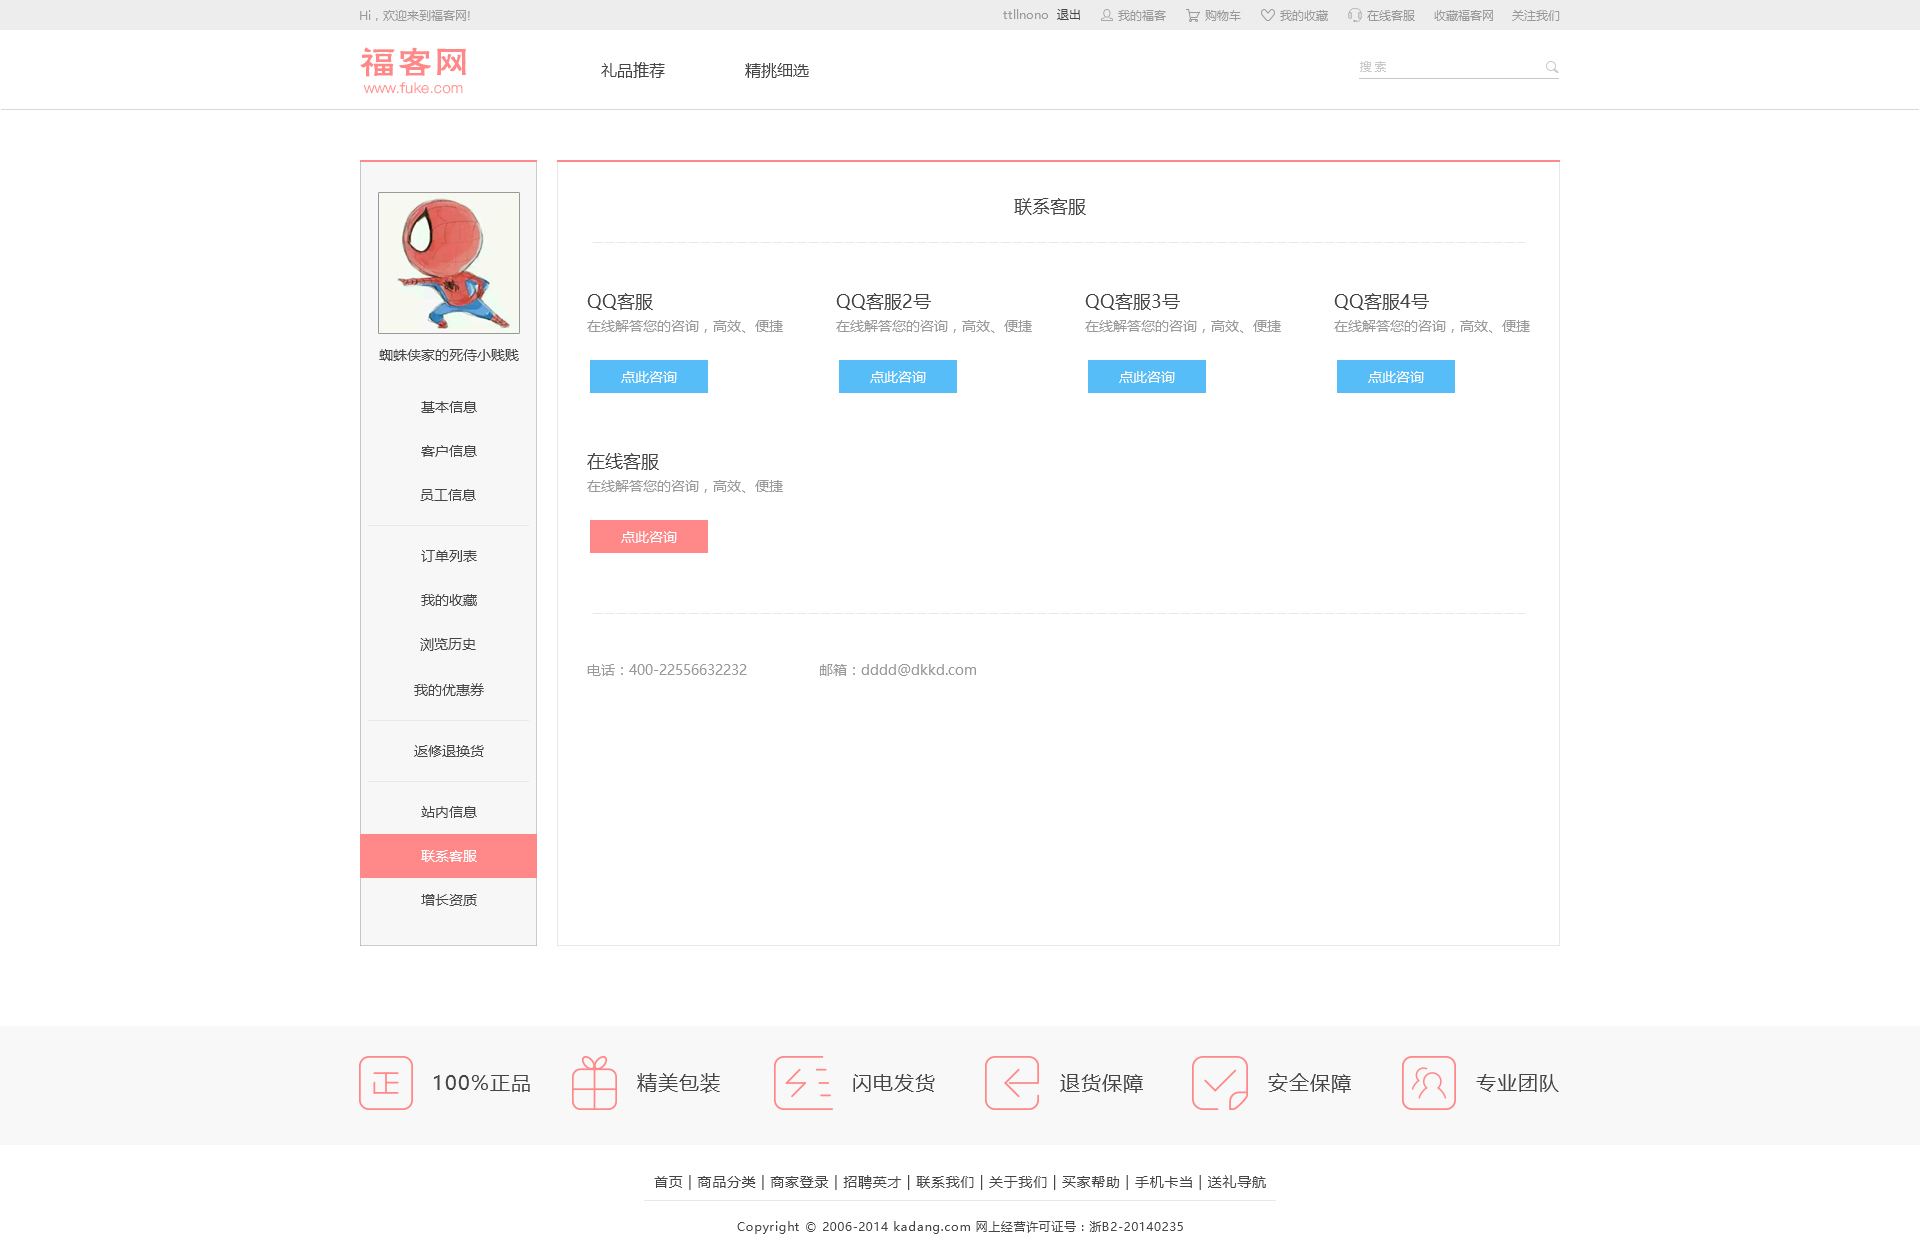 Hi，欢迎来到福客网!
ttllnono 退出 我的福客 购物车 我的收藏 在线客服 收藏福客网 关注我们
福客网
www.fuke.com
礼品推荐 精挑细选
搜索
蜘蛛侠家的死侍小贱贱
基本信息
客户信息
员工信息
订单列表
我的收藏
浏览历史
我的优惠券
返修退换货
站内信息
联系客服
增长资质
联系客服
QQ客服 QQ客服2号 QQ客服3号 QQ客服4号
在线解答您的咨询，高效、便捷 在线解答您的咨询，高效、便捷 在线解答您的咨询，高效、便捷 在线解答您的咨询，高效、便捷
点此咨询 点此咨询 点此咨询 点此咨询
在线客服
在线解答您的咨询，高效、便捷
点此咨询
电话：400-22556632232 邮箱：dddd@dkkd.com
正 100%正品 精美包装 闪电发货 退货保障 安全保障 专业团队
首页 | 商品分类 | 商家登录 | 招聘英才 | 联系我们 | 关于我们 | 买家帮助 | 手机卡当 | 送礼导航
Copyright © 2006-2014 kadang.com 网上经营许可证号：浙B2-20140235